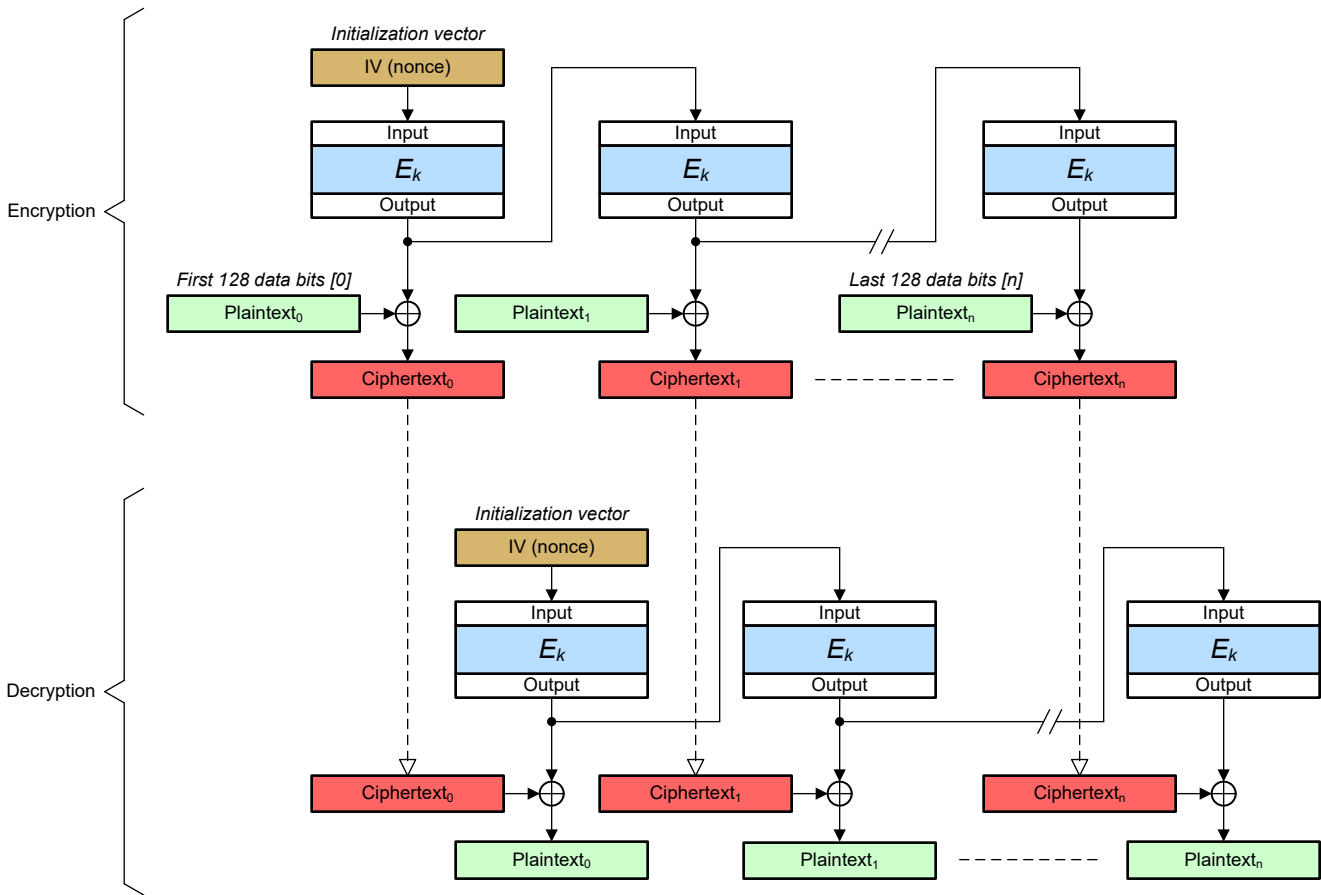 Initialization vector
IV (nonce)
Input
Input
Input
Eₖ
Eₖ
Eₖ
Output
Output
Output
Encryption
First 128 data bits [0]
Last 128 data bits [n]
Plaintext₀
Plaintext₁
Plaintextₙ
Ciphertext₀
Ciphertext₁
Ciphertextₙ
Initialization vector
IV (nonce)
Input
Input
Input
Eₖ
Eₖ
Eₖ
Output
Output
Output
Decryption
Ciphertext₀
Ciphertext₁
Ciphertextₙ
Plaintext₀
Plaintext₁
Plaintextₙ